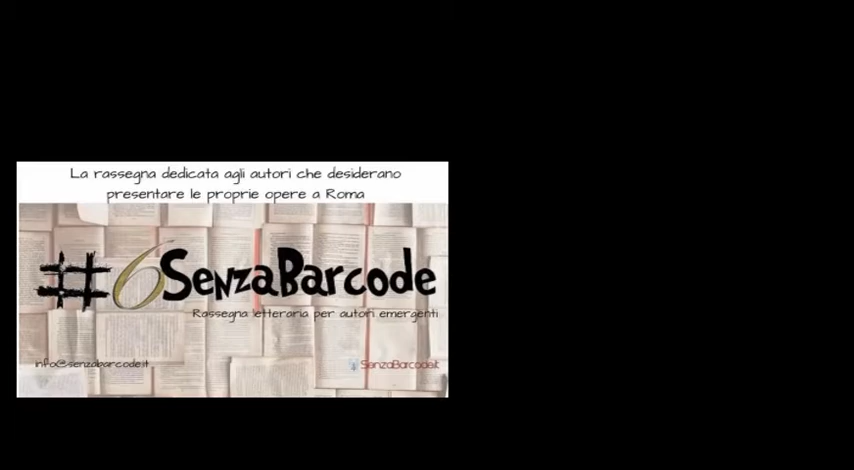 La rassegna dedicata agli autori che desiderano
presentare le proprie opere a Roma
#6SenzaBarcode
Rassegna letteraria per autori emergenti
info@senzabarcode.it
SenzaBarcode.it